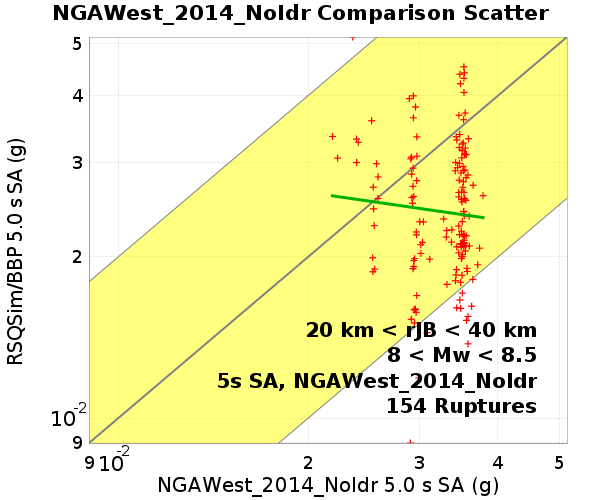 NGAWest_2014_NoIdr Comparison Scatter
RSQSim/BBP 5.0 s SA (g)
5
4
3
2
10-2
9
20 km < rJB < 40 km
8 < Mw < 8.5
5s SA, NGAWest_2014_NoIdr
154 Ruptures
9 10-2 2 3 4 5
NGAWest_2014_NoIdr 5.0 s SA (g)